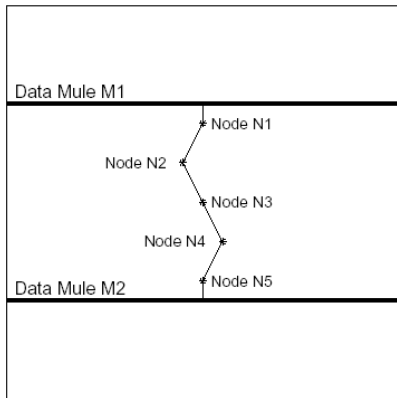 Data Mule M1
Node N1
Node N2
Node N3
Node N4
Node N5
Data Mule M2